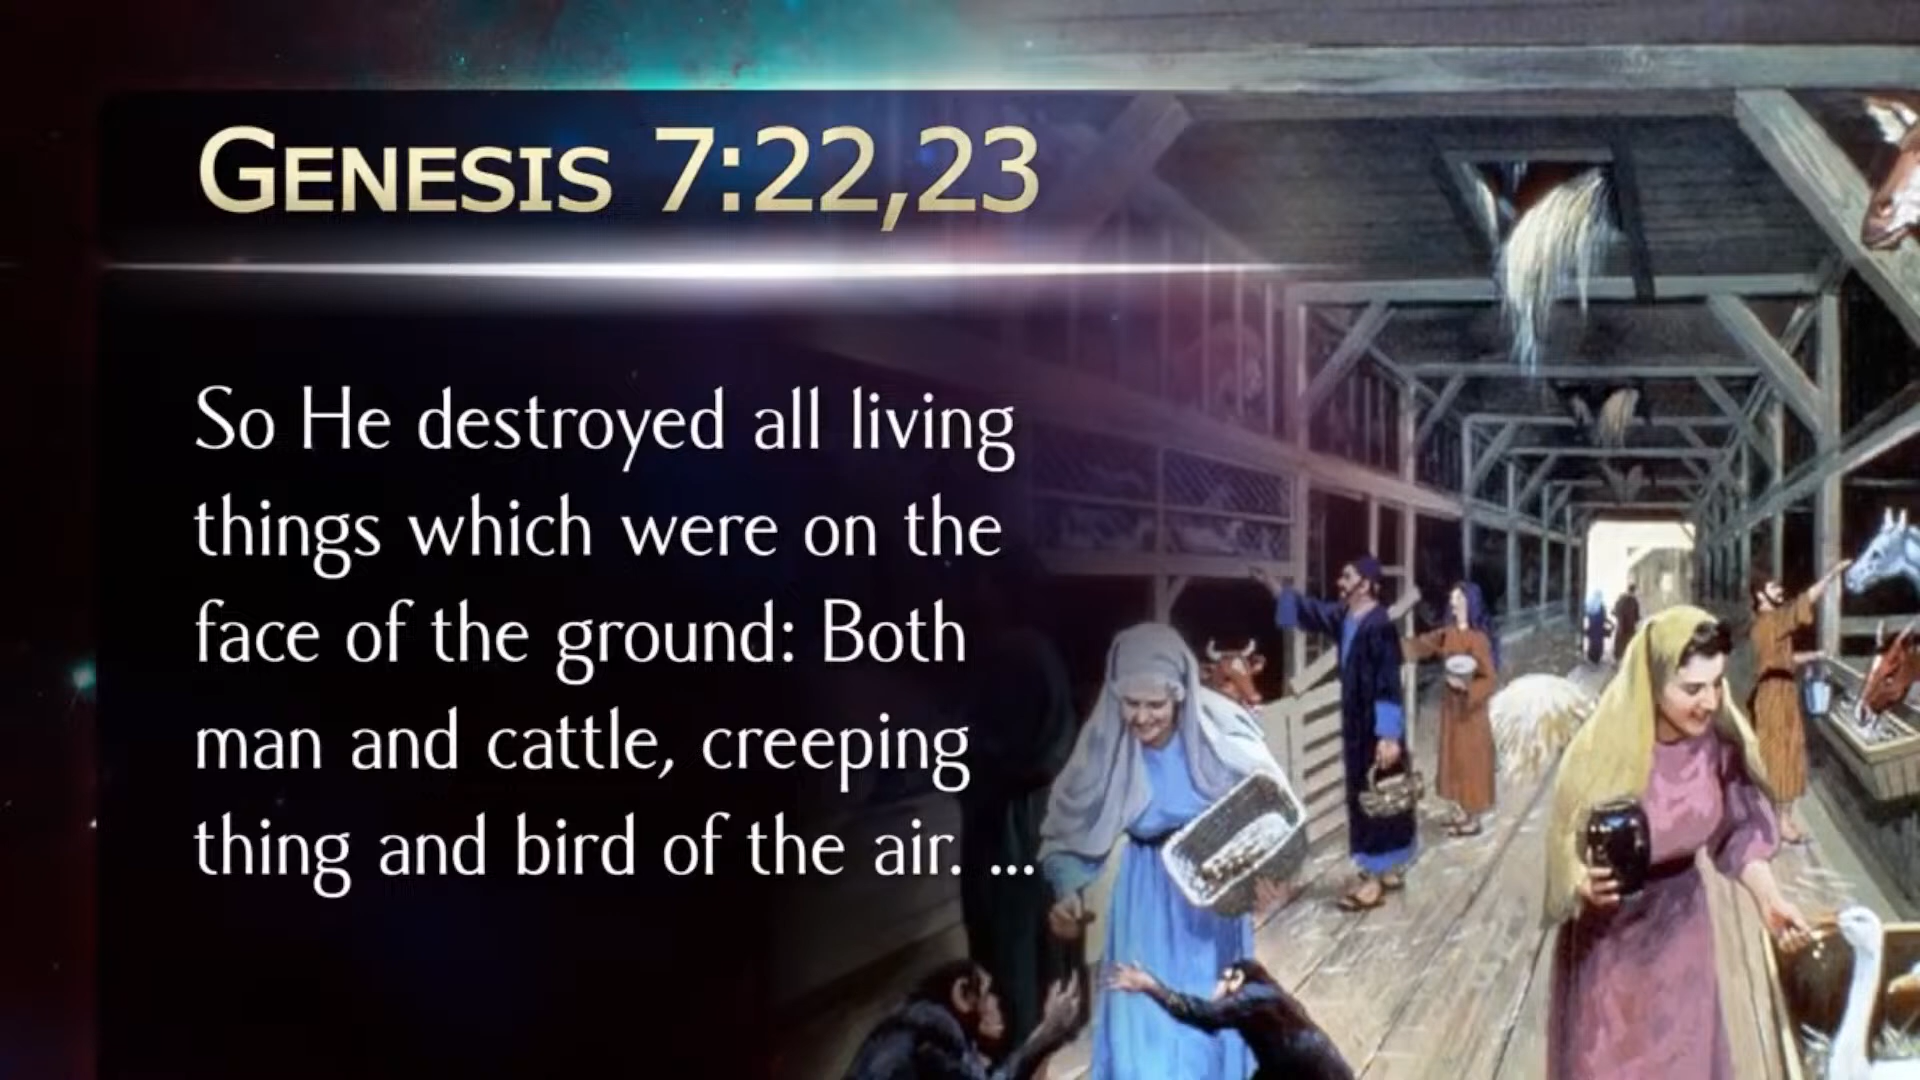 Genesis 7:22,23
So He destroyed all living
things which were on the
face of the ground: Both
man and cattle, creeping
thing and bird of the air. ...